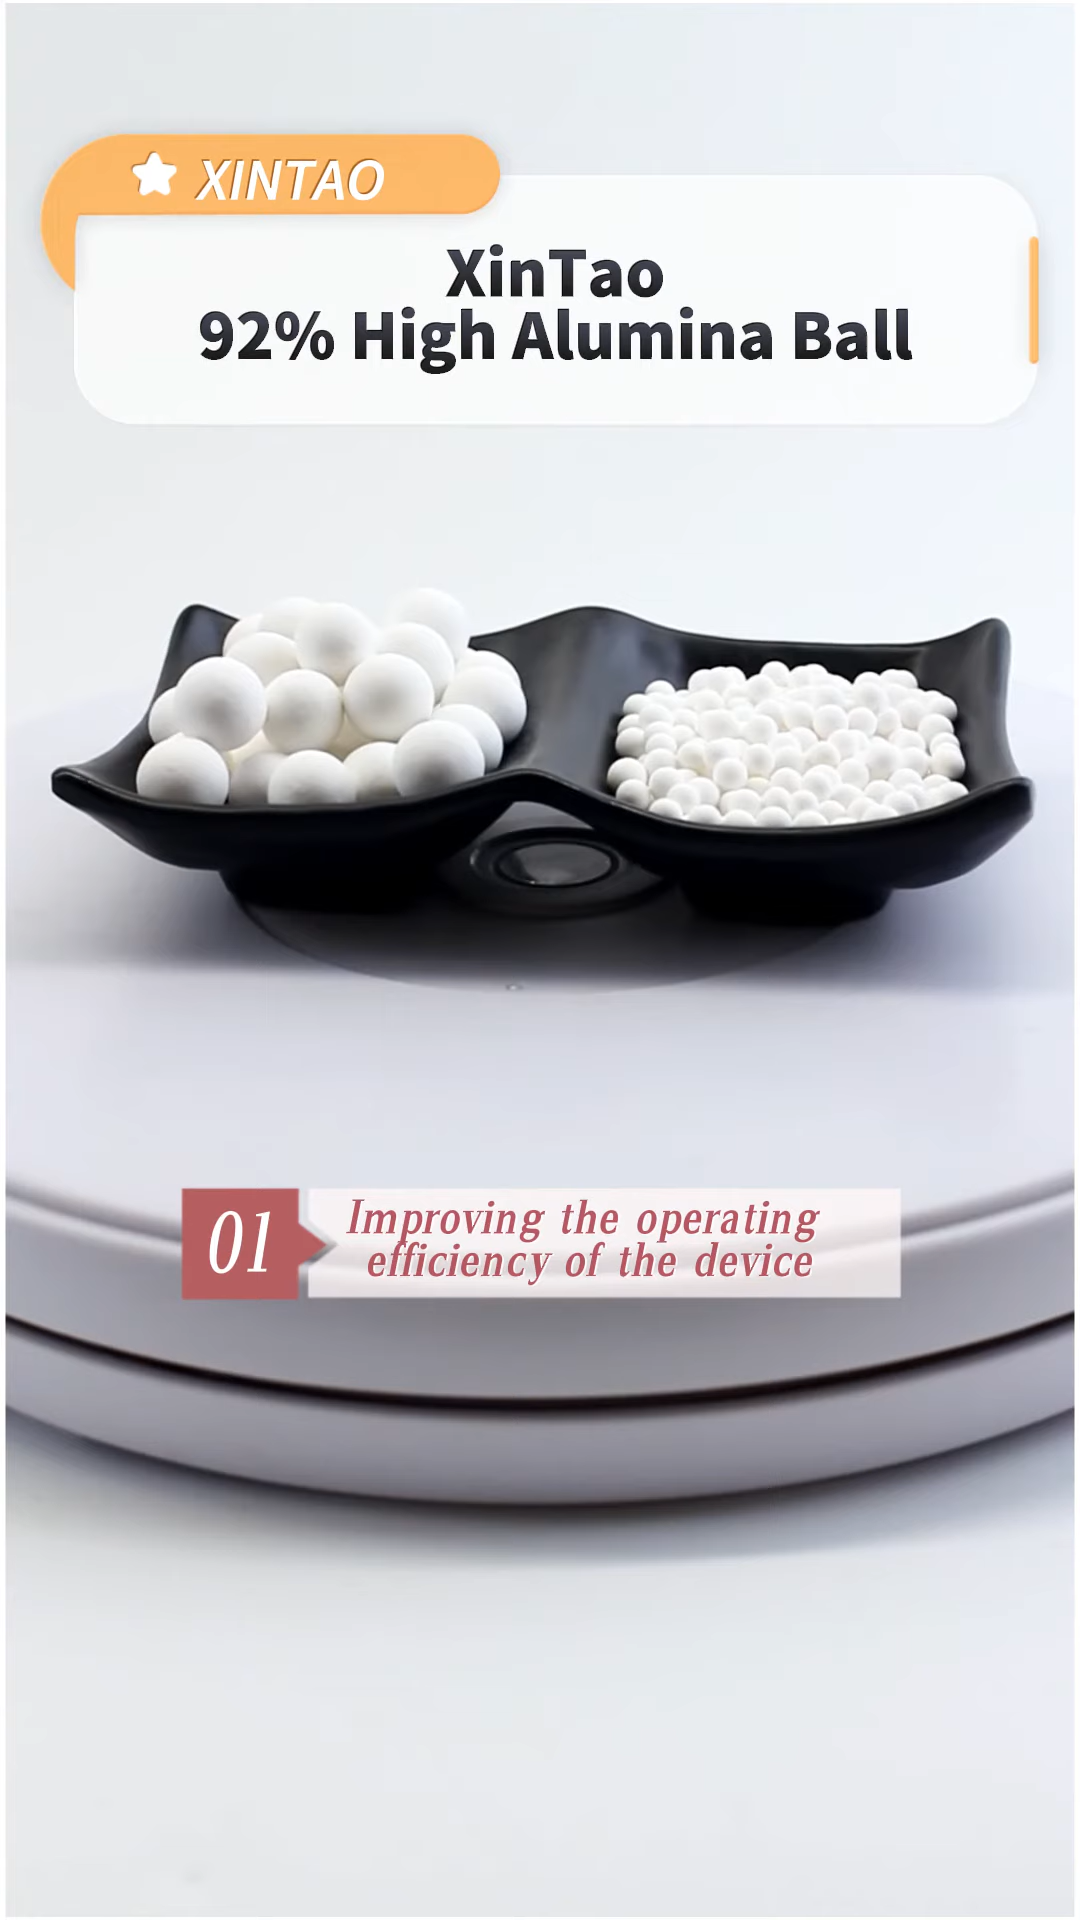 XINTAO
XinTao
92% High Alumina Ball
01
Improving the operating
efficiency of the device